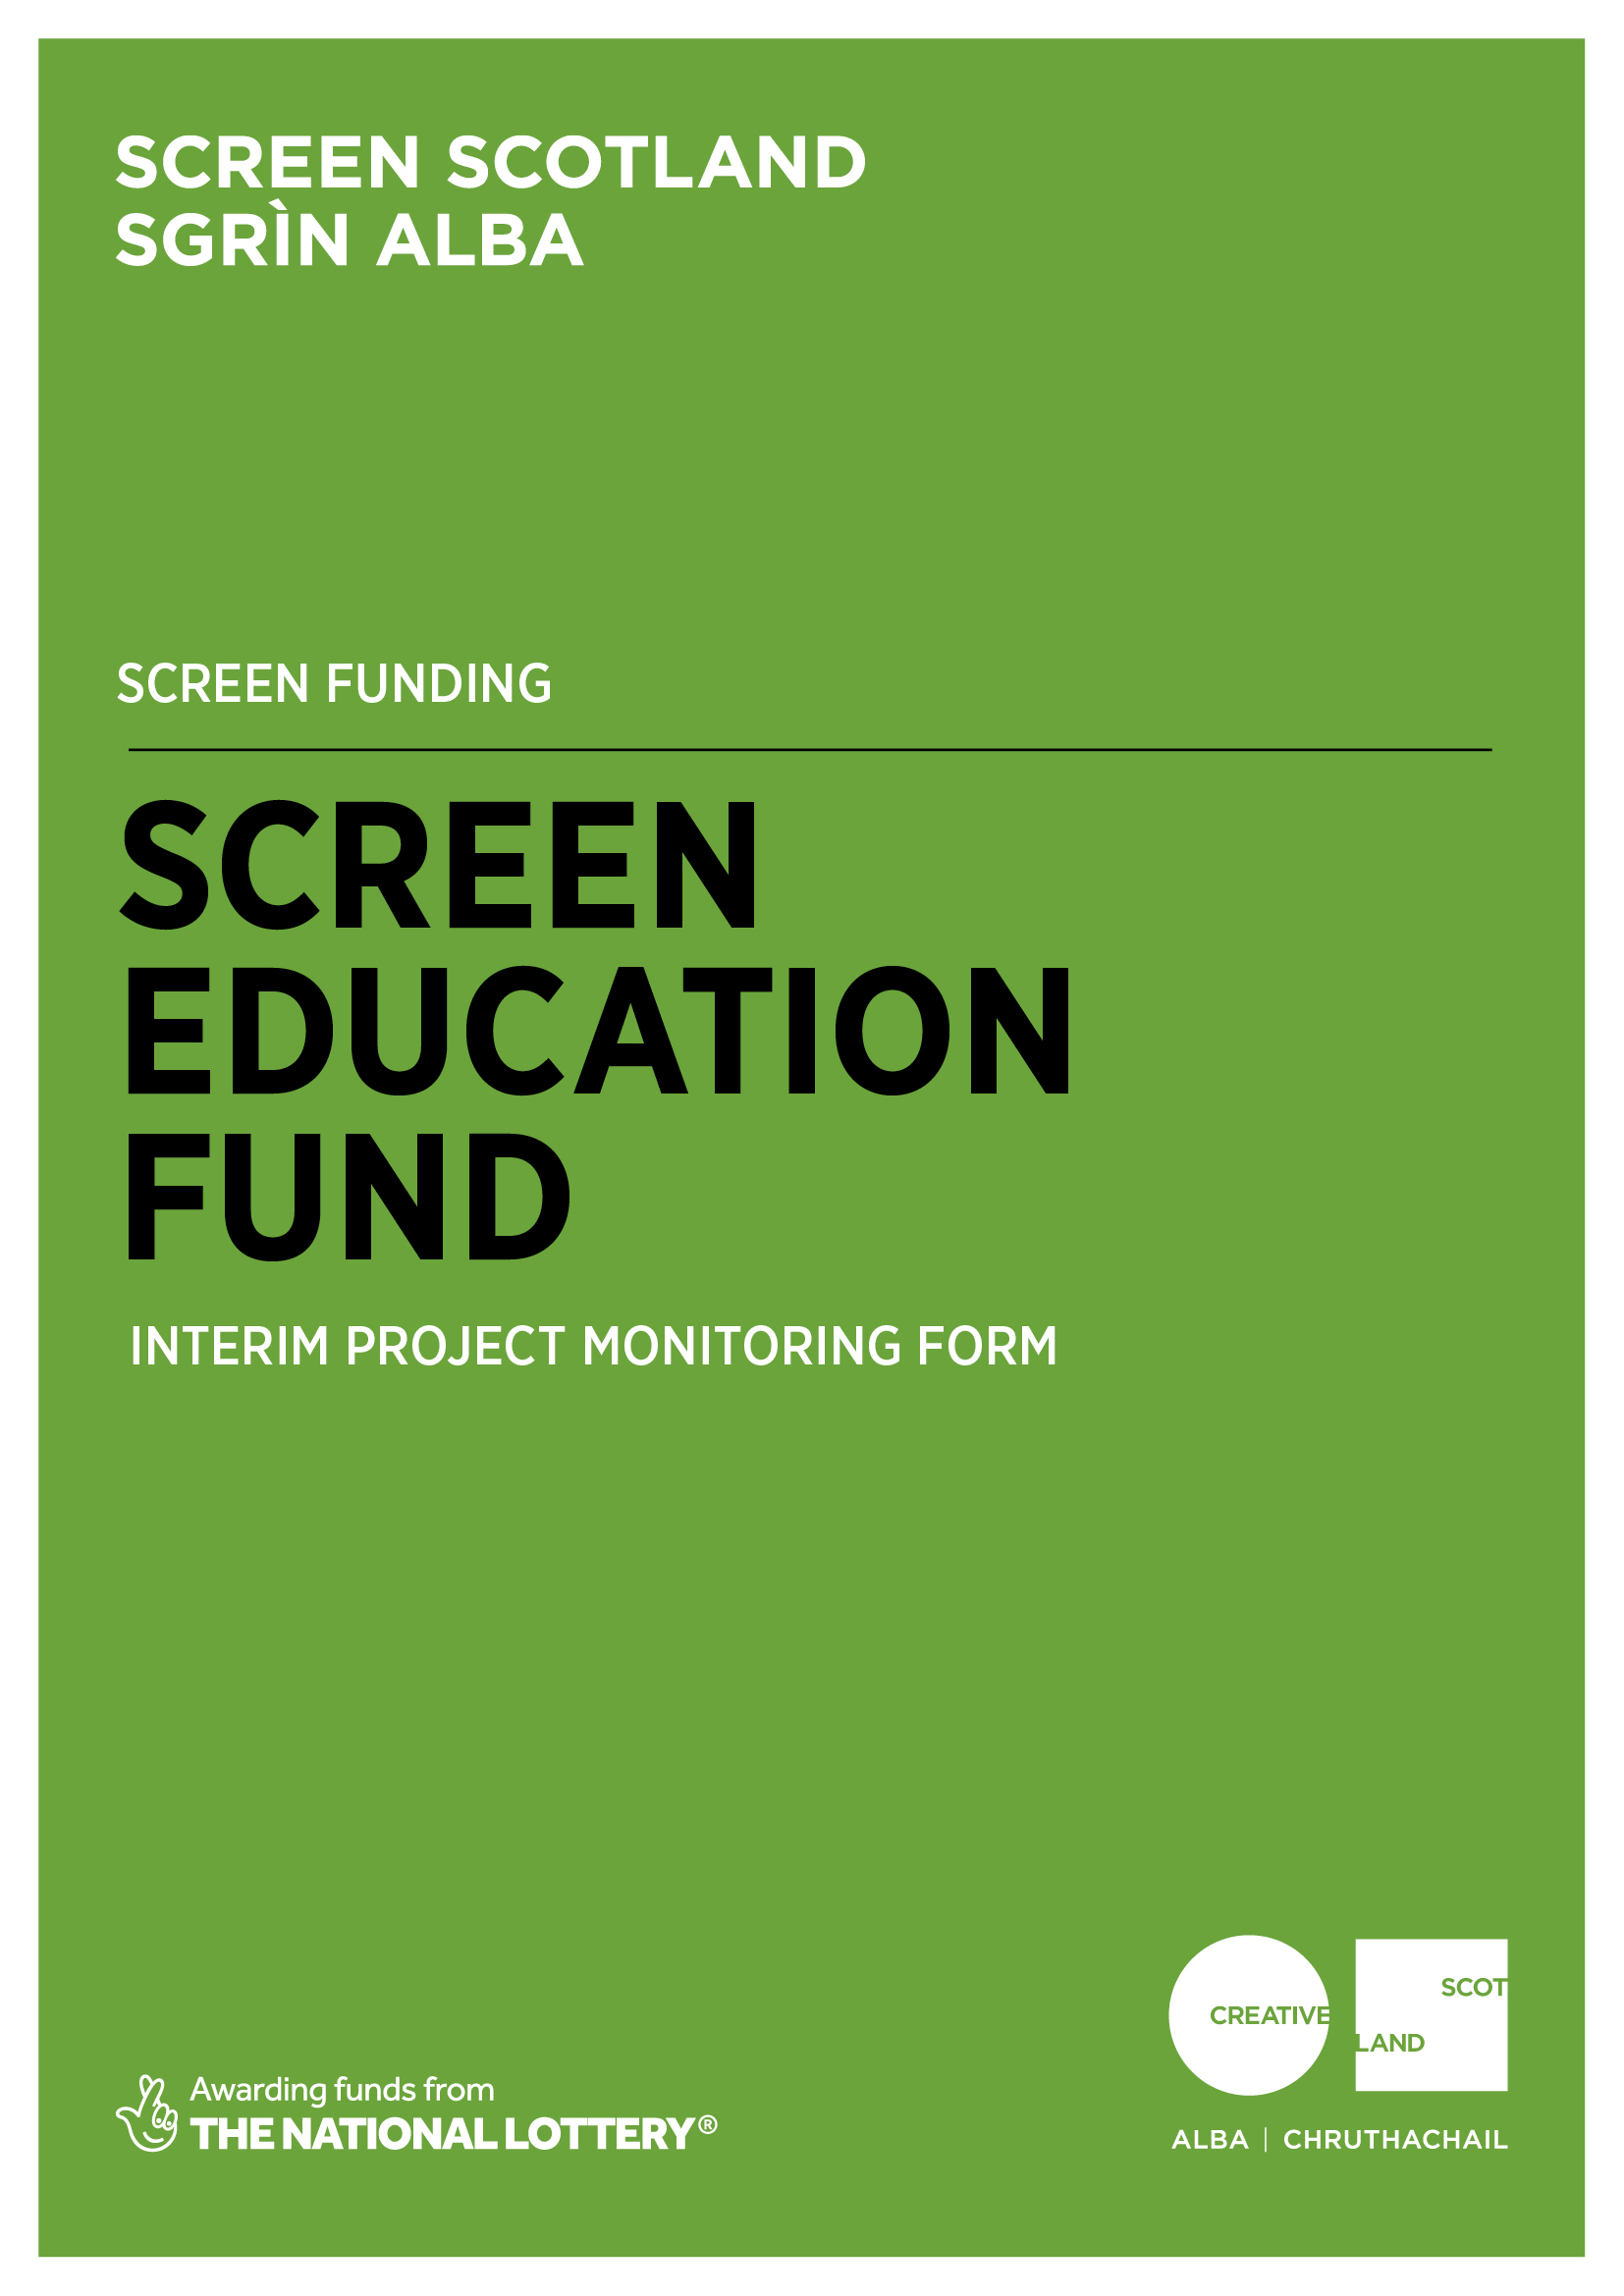 SCREEN SCOTLAND
SGRÌN ALBA
SCREEN FUNDING
SCREEN
EDUCATION
FUND
INTERIM PROJECT MONITORING FORM
Awarding funds from
THE NATIONAL LOTTERY®
CREATIVE
SCOT
LAND
ALBA | CHRUTHACHAIL